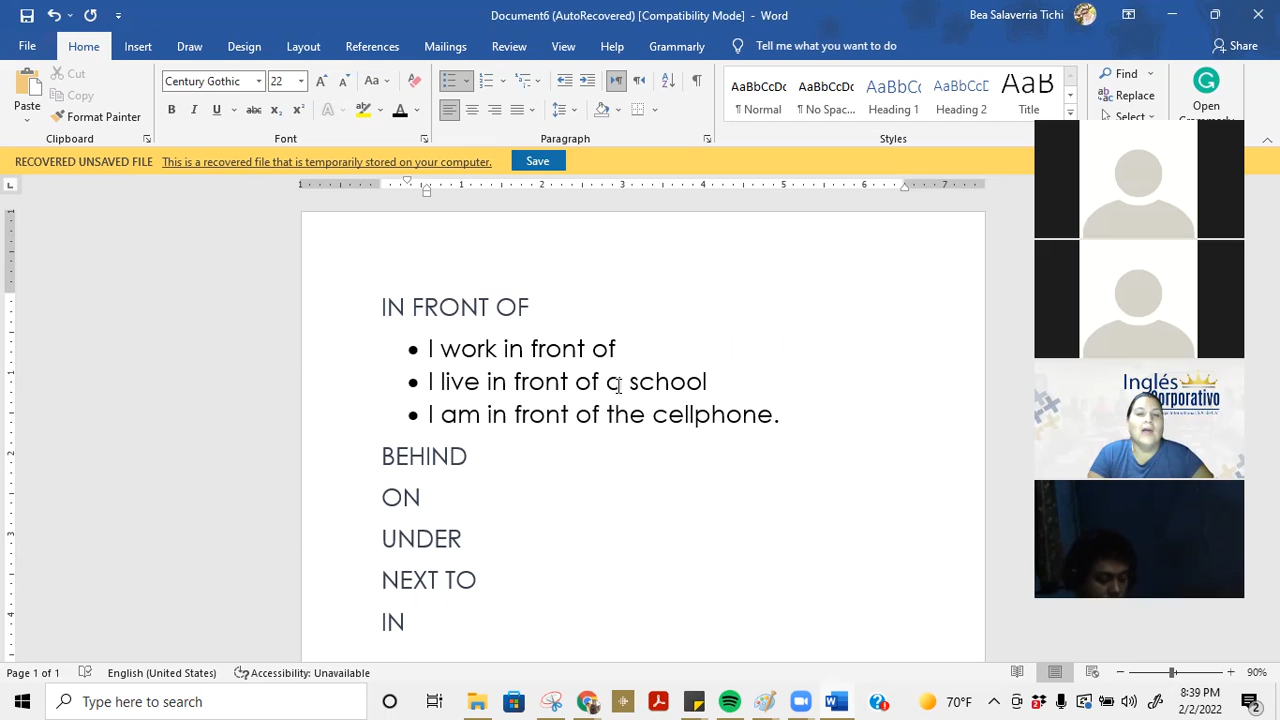 Document6 (AutoRecovered) [Compatibility Mode] - Word
Ben Salaverria Tichi
File Home Insert Draw Design Layout References Mailings Review View Help Grammarly Tell me what you want to do Share
Paste
Cut
Copy
Format Painter
Clipboard
Century Gothic 22
Font
Paragraph
AaBbCcDc AaBbCcDc AaBbCc AaBbCcD AaB
¶ Normal ¶ No Spac... Heading 1 Heading 2 Title
Styles
Find
Replace
Select
Open
RECOVERED UNSAVED FILE This is a recovered file that is temporarily stored on your computer. Save
IN FRONT OF
• I work in front of
• I live in front of a school
• I am in front of the cellphone.
BEHIND
ON
UNDER
NEXT TO
IN
Inglés
Corporativo
Page 1 of 1 English (United States) Accessibility: Unavailable 90%
Type here to search
70°F
8:39 PM
2/2/2022
2